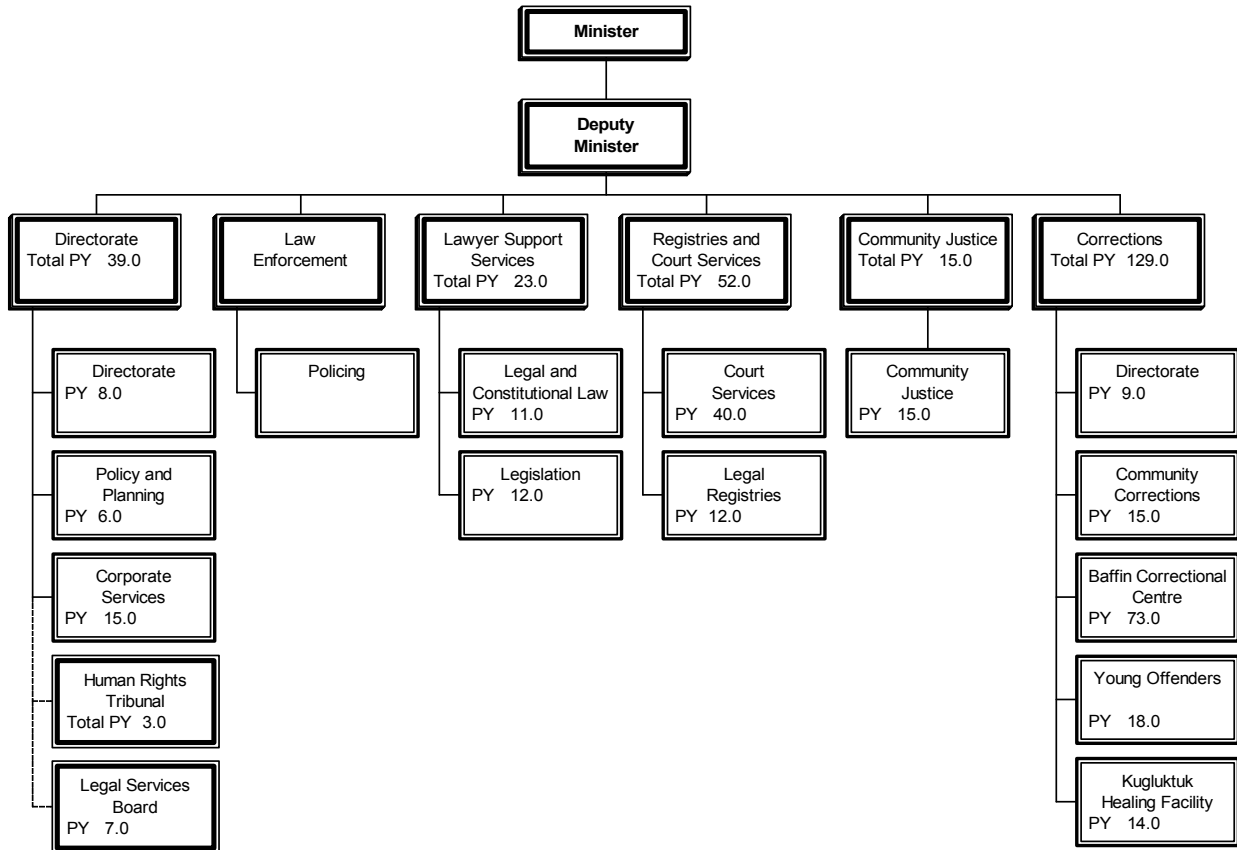 Minister
Deputy
Minister
Directorate
Total PY 39.0
Law
Enforcement
Lawyer Support
Services
Total PY 23.0
Registries and
Court Services
Total PY 52.0
Community Justice
Total PY 15.0
Corrections
Total PY 129.0
Directorate
PY 8.0
Policy and
Planning
PY 6.0
Corporate
Services
PY 15.0
Human Rights
Tribunal
Total PY 3.0
Legal Services
Board
PY 7.0
Policing
Legal and
Constitutional Law
PY 11.0
Legislation
PY 12.0
Court
Services
PY 40.0
Legal
Registries
PY 12.0
Community
Justice
PY 15.0
Directorate
PY 9.0
Community
Corrections
PY 15.0
Baffin Correctional
Centre
PY 73.0
Young Offenders
PY 18.0
Kugluktuk
Healing Facility
PY 14.0